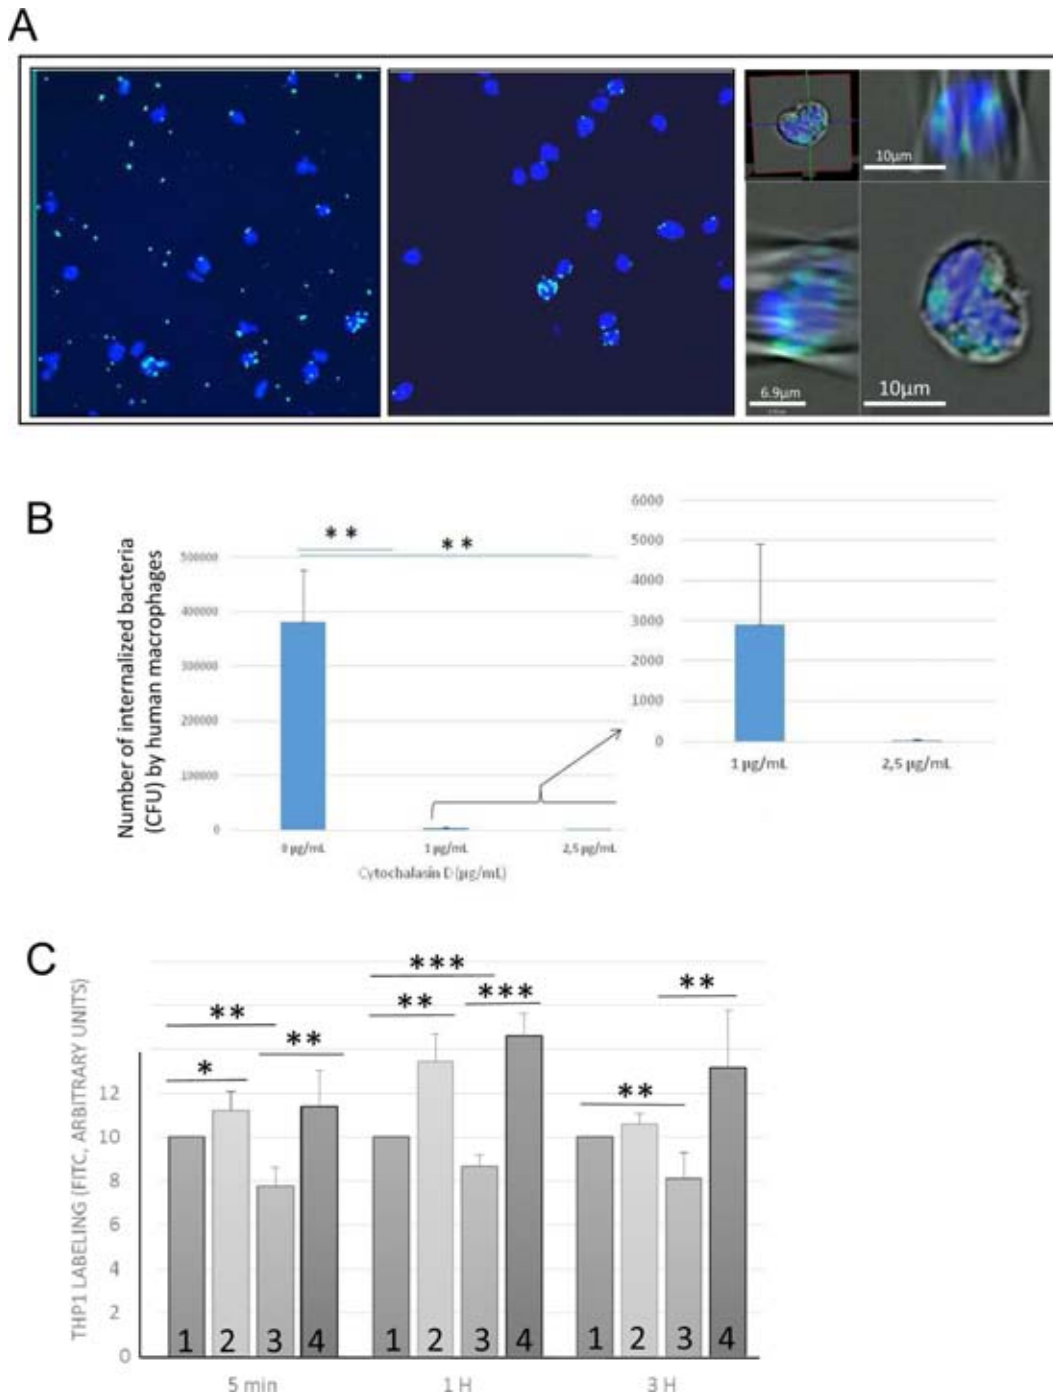 A
10µm
6.9µm
10µm
B
Number of internalized bacteria
(CFU) by human macrophages
**
**
500000
400000
300000
200000
100000
0
0 µg/mL
1 µg/mL
2,5 µg/mL
Cytochalasin D(µg/mL)
6000
5000
4000
3000
2000
1000
0
1 µg/mL
2,5 µg/mL
C
THP1 LABELING (FITC, ARBITRARY UNITS)
***
**
**
***
**
**
*
**
12
10
8
6
4
2
0
1 2 3 4
1 2 3 4
1 2 3 4
5 min
1 H
3 H